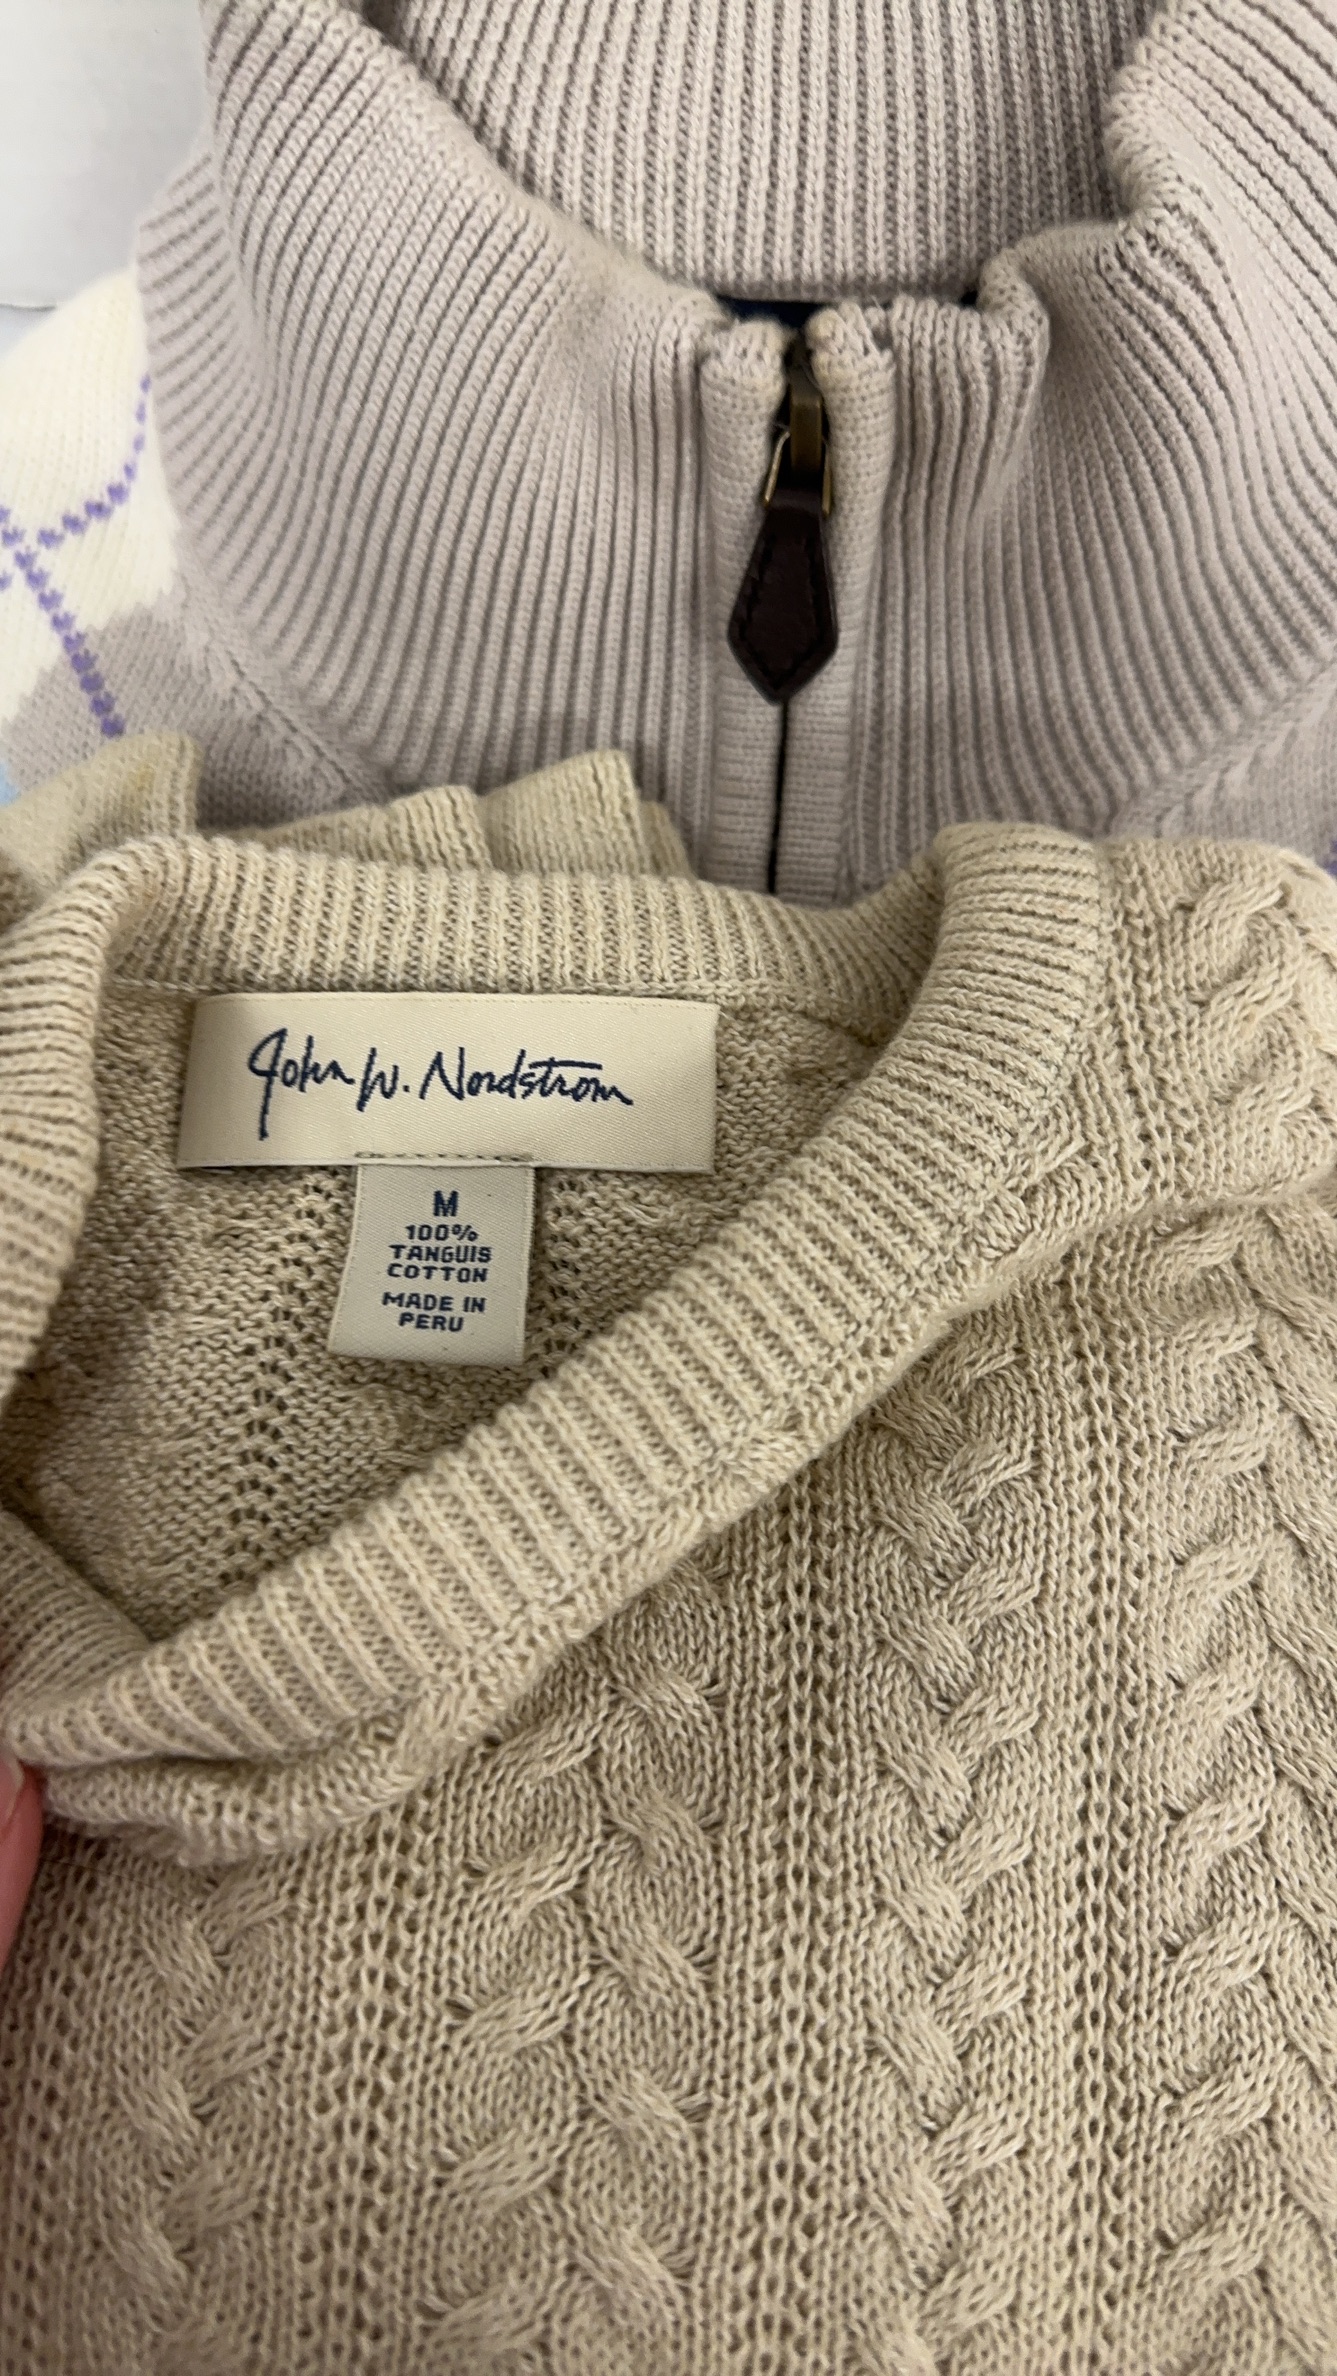 John W. Nordstrom
M
100%
TANGUIS
COTTON
MADE IN
PERU